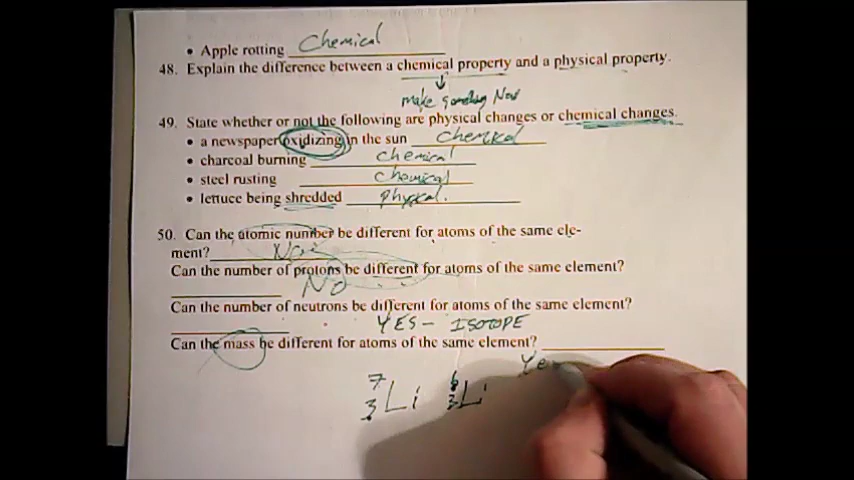 • Apple rotting Chemical
48. Explain the difference between a chemical property and a physical property.
make something New
49. State whether or not the following are physical changes or chemical changes.
• a newspaper oxidizing in the sun chemical
• charcoal burning chemical
• steel rusting chemical
• lettuce being shredded physical.
50. Can the atomic number be different for atoms of the same ele-
ment?
Can the number of protons be different for atoms of the same element?
No
Can the number of neutrons be different for atoms of the same element?
YES - ISOTOPE
Can the mass be different for atoms of the same element?
Ye
7 6
3 Li 3 Li